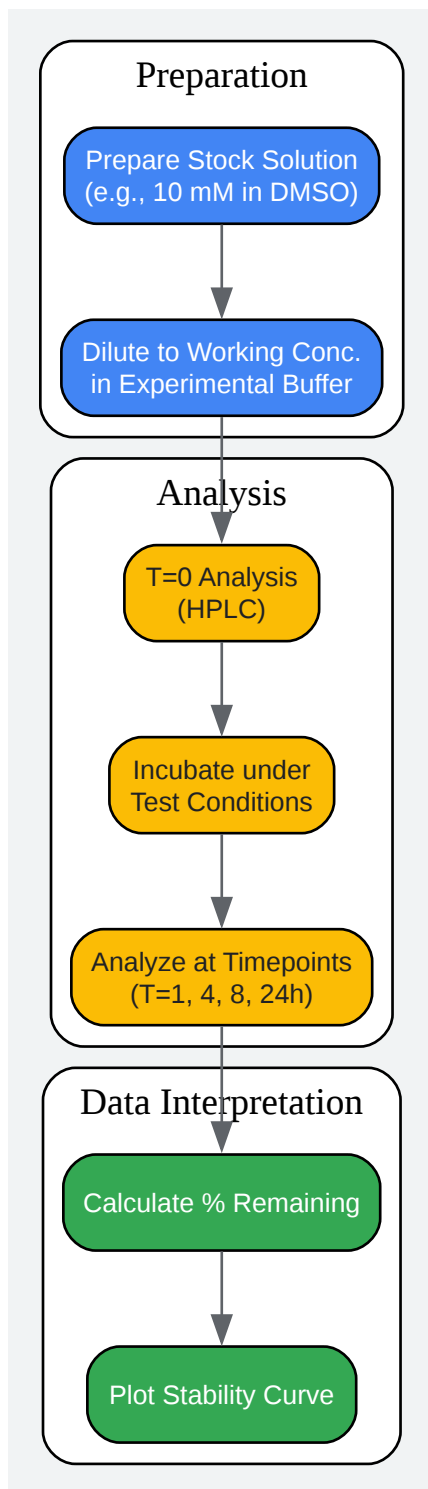 Preparation
Prepare Stock Solution
(e.g., 10 mM in DMSO)
Dilute to Working Conc.
in Experimental Buffer
Analysis
T=0 Analysis
(HPLC)
Incubate under
Test Conditions
Analyze at Timepoints
(T=1, 4, 8, 24h)
Data Interpretation
Calculate % Remaining
Plot Stability Curve